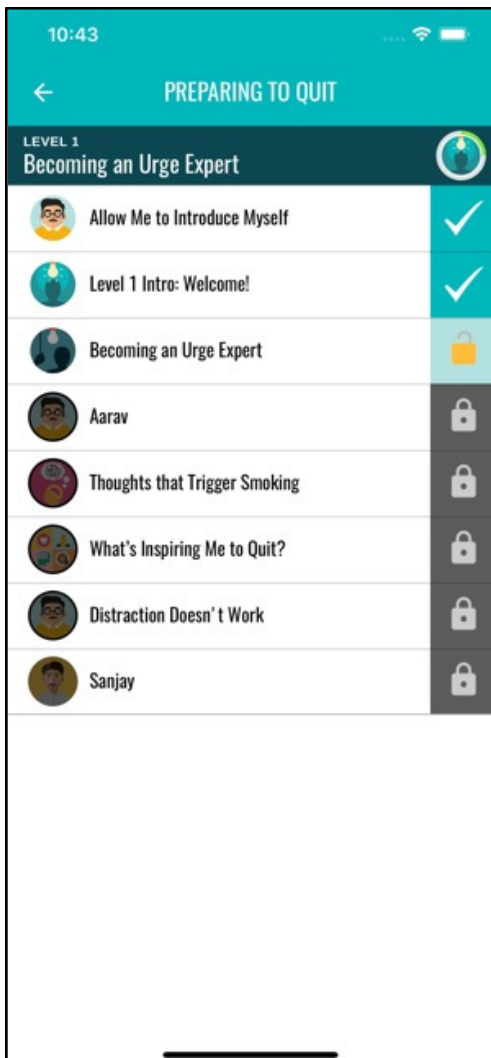 10:43
PREPARING TO QUIT
LEVEL 1
Becoming an Urge Expert
Allow Me to Introduce Myself
Level 1 Intro: Welcome!
Becoming an Urge Expert
Aarav
Thoughts that Trigger Smoking
What's Inspiring Me to Quit?
Distraction Doesn't Work
Sanjay